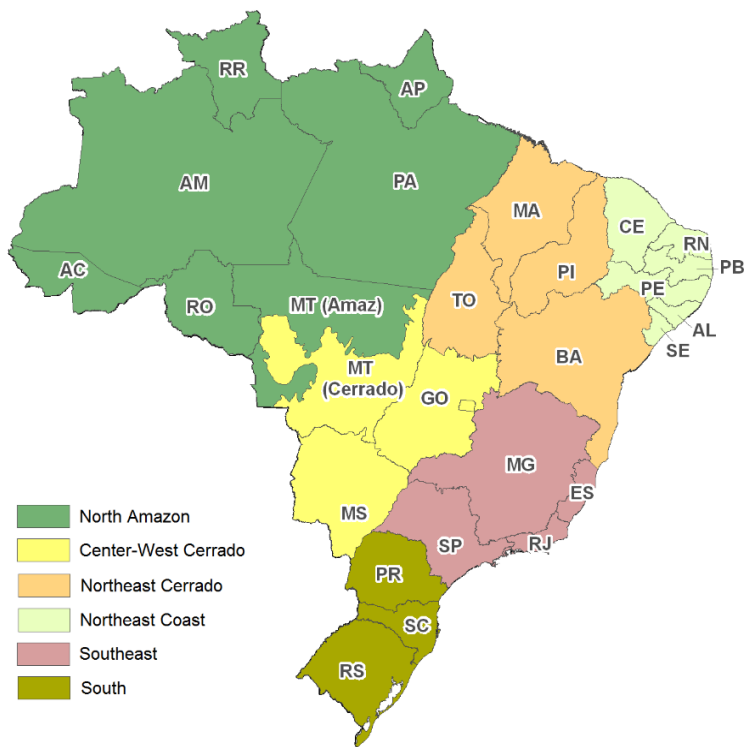 RR
AP
AM
PA
MA
CE
RN
PB
AC
PI
PE
RO
MT (Amaz)
TO
AL
SE
BA
MT
(Cerrado)
GO
MG
ES
MS
SP
RJ
PR
SC
RS
North Amazon
Center-West Cerrado
Northeast Cerrado
Northeast Coast
Southeast
South